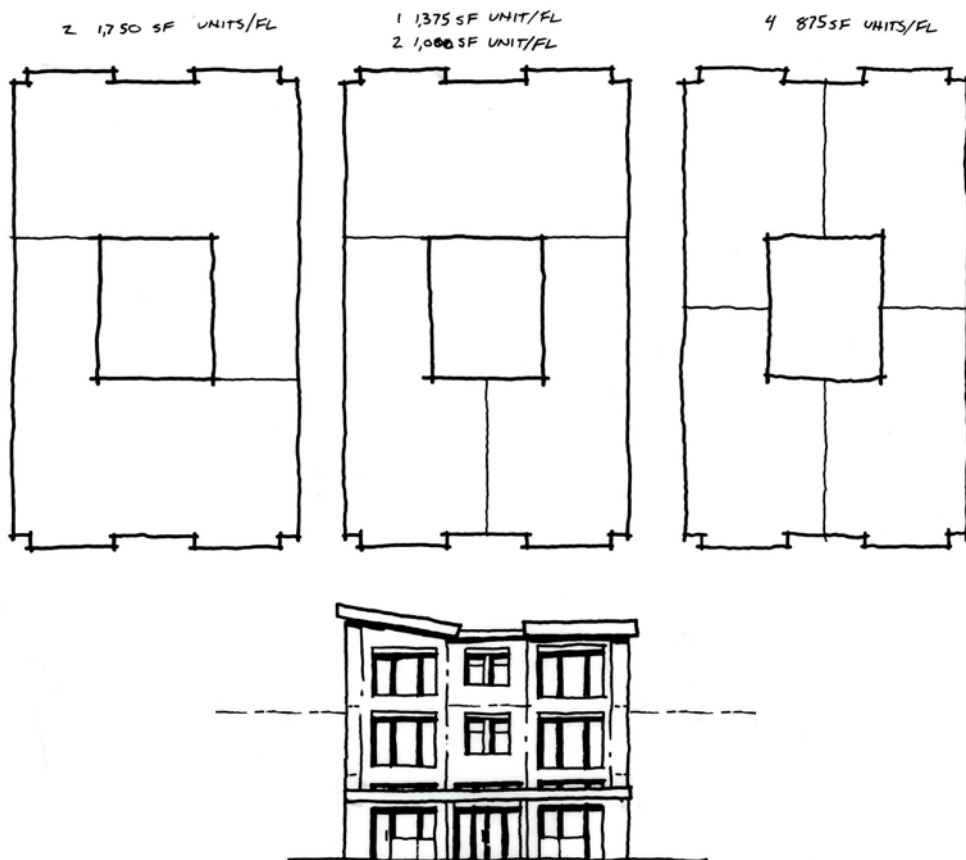 2 1,750 SF UNITS/FL
1 1,375 SF UNIT/FL
2 1,000 SF UNIT/FL
4 875 SF UNITS/FL